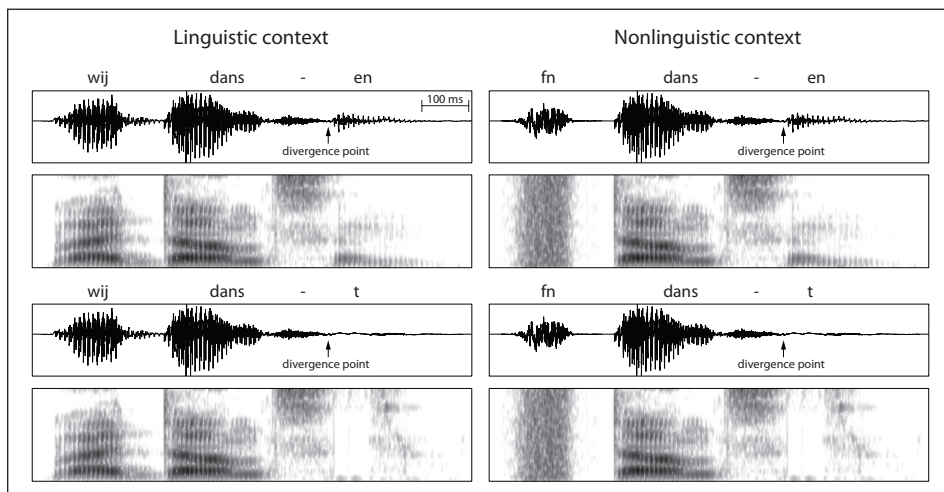 Linguistic context
Nonlinguistic context
wij dans - en
fn dans - en
100 ms
divergence point
divergence point
wij dans - t
fn dans - t
divergence point
divergence point